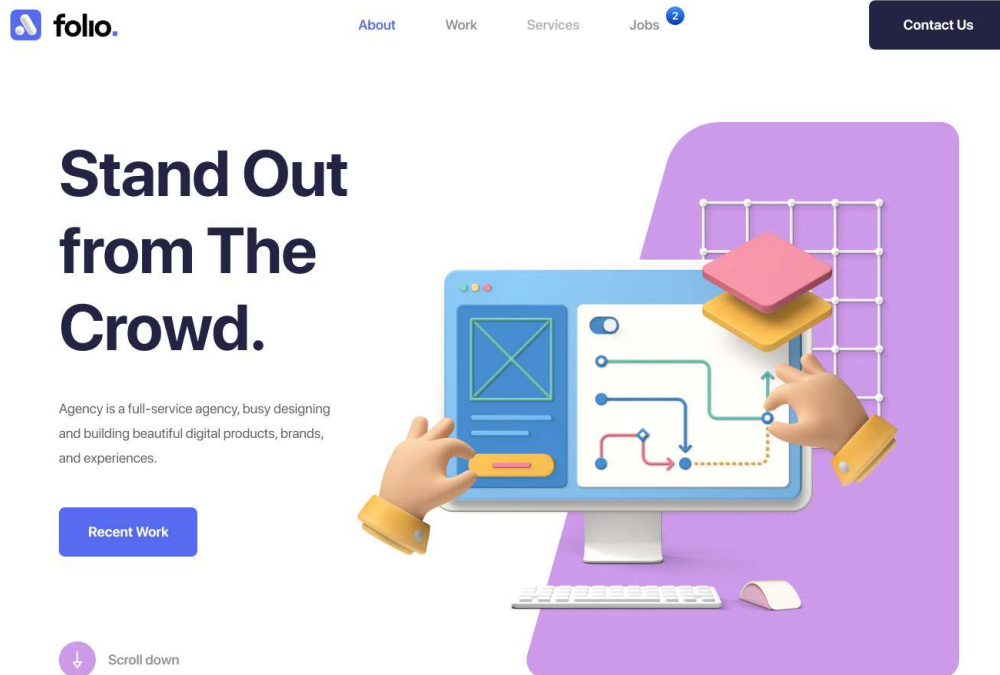 folio.
About
Work
Services
Jobs
2
Contact Us
Stand Out
from The
Crowd.
Agency is a full-service agency, busy designing
and building beautiful digital products, brands,
and experiences.
Recent Work
Scroll down